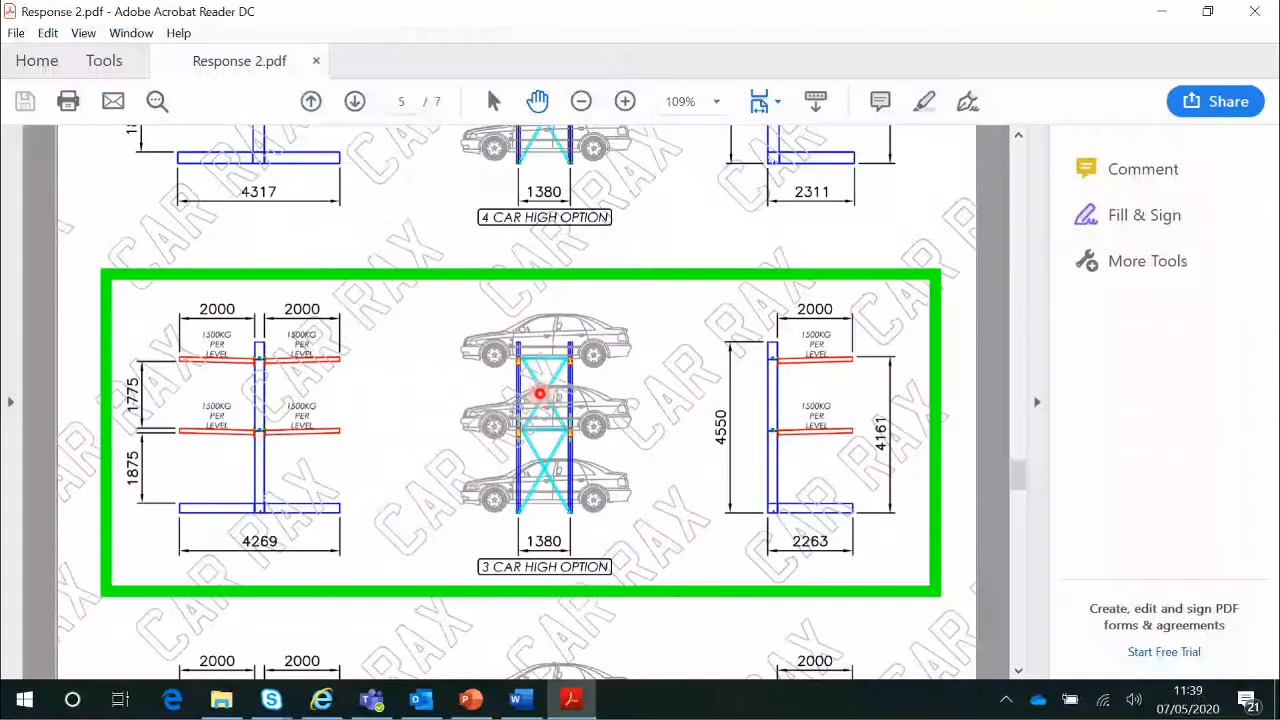 Response 2.pdf - Adobe Acrobat Reader DC
File Edit View Window Help
Home Tools Response 2.pdf ×
5 / 7 109% Share
4317
1380
2311
4 CAR HIGH OPTION
2000 2000
2000
1500KG PER LEVEL
1500KG PER LEVEL
1500KG PER LEVEL
1775
1500KG PER LEVEL
1500KG PER LEVEL
1500KG PER LEVEL
1875
4550
4161
4269
1380
2263
3 CAR HIGH OPTION
2000 2000
2000
CAR RAX
Comment
Fill & Sign
More Tools
Create, edit and sign PDF
forms & agreements
Start Free Trial
11:39
07/05/2020
21